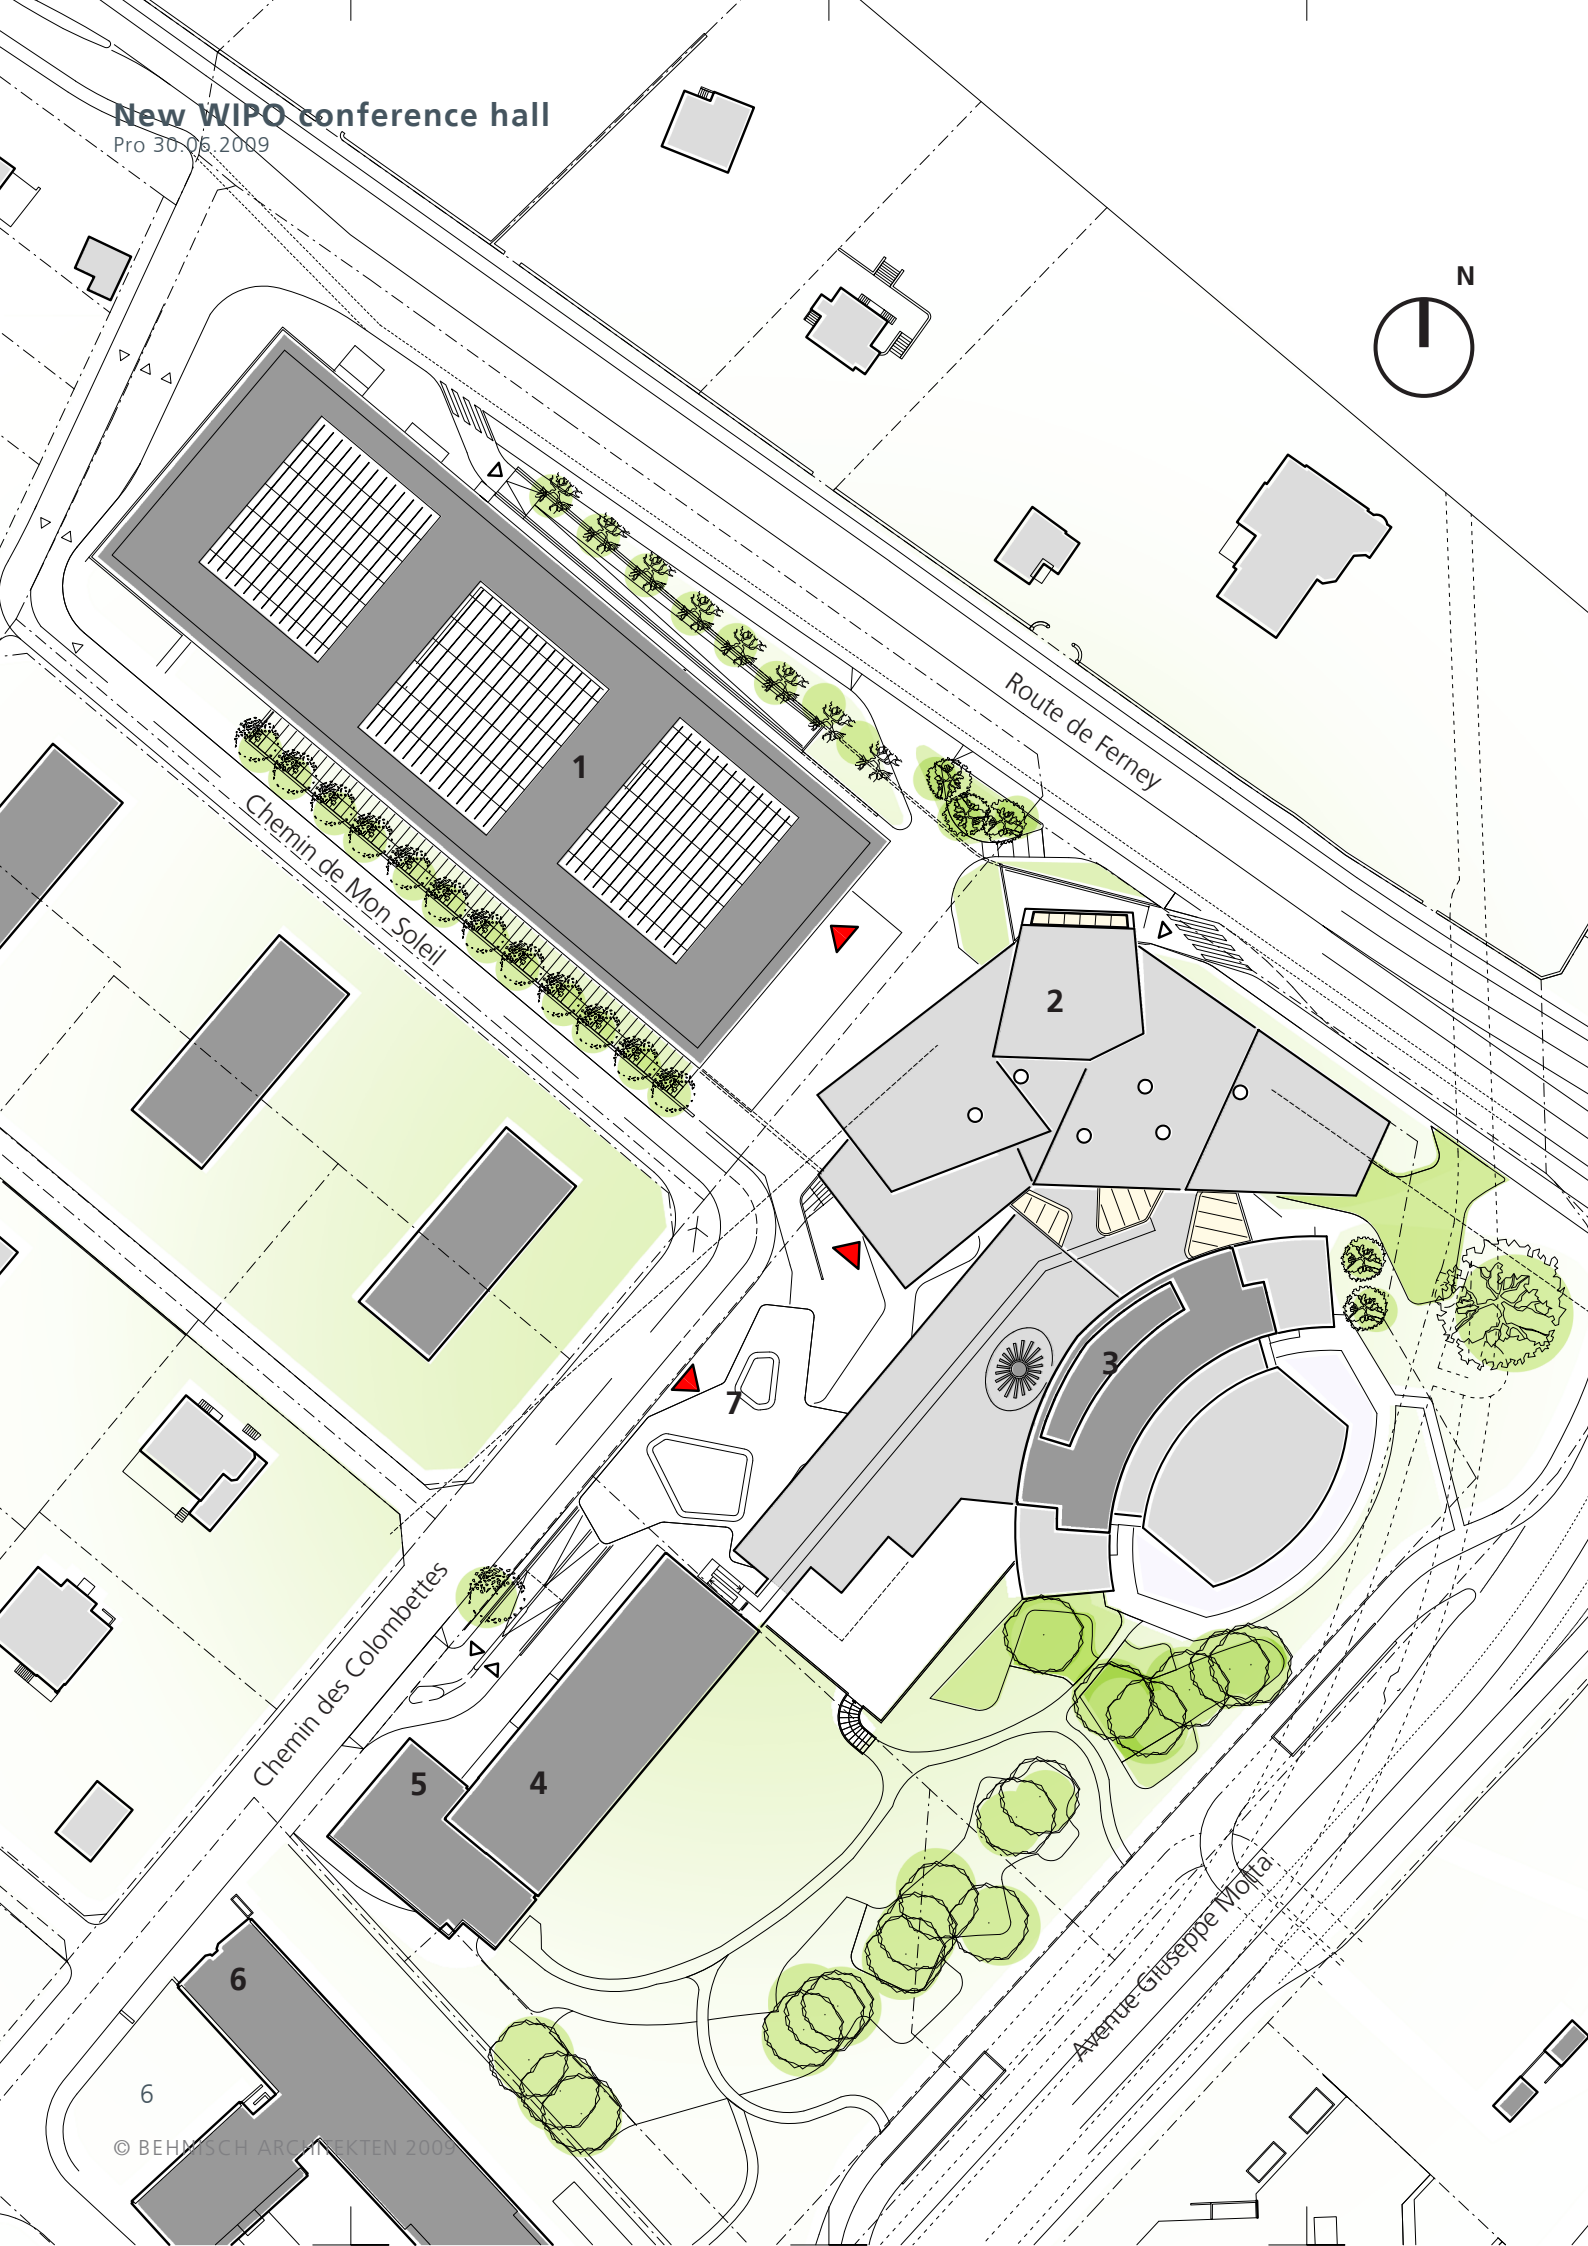 New WIPO conference hall
Pro 30.06.2009
N
Route de Ferney
1
Chemin de Mon Soleil
2
3
7
Chemin des Colombettes
5
4
6
Avenue Giuseppe Motta
6
© BEHNISCH ARCHITEKTEN 2009